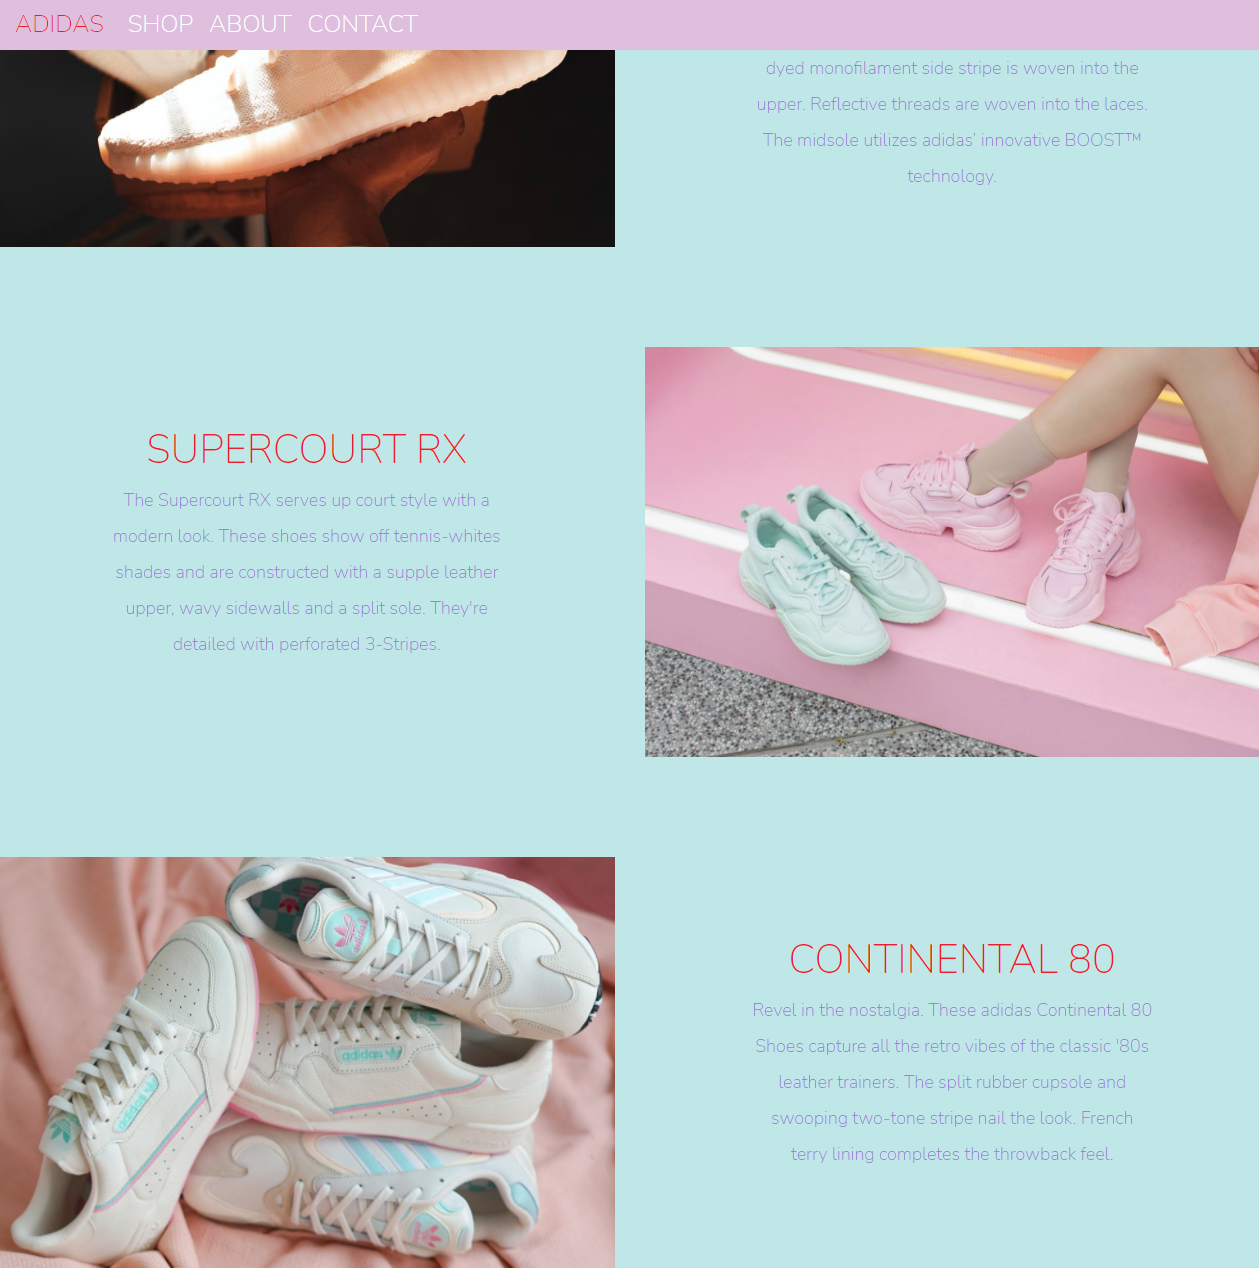 ADIDAS SHOP ABOUT CONTACT
dyed monofilament side stripe is woven into the
upper. Reflective threads are woven into the laces.
The midsole utilizes adidas’ innovative BOOST™
technology.
SUPERCOURT RX
The Supercourt RX serves up court style with a
modern look. These shoes show off tennis-whites
shades and are constructed with a supple leather
upper, wavy sidewalls and a split sole. They're
detailed with perforated 3-Stripes.
adidas
adidas
adidas
CONTINENTAL 80
Revel in the nostalgia. These adidas Continental 80
Shoes capture all the retro vibes of the classic '80s
leather trainers. The split rubber cupsole and
swooping two-tone stripe nail the look. French
terry lining completes the throwback feel.